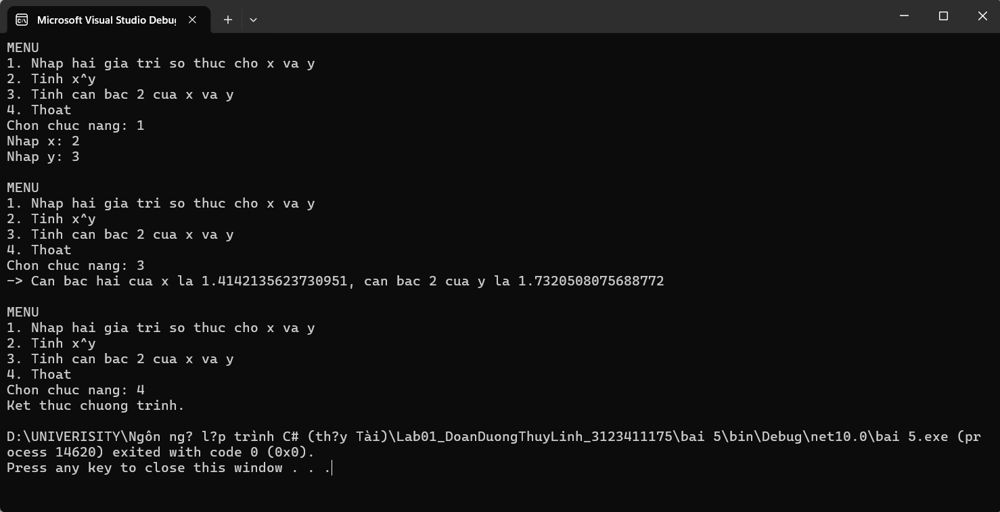 Microsoft Visual Studio Debug
MENU
1. Nhap hai gia tri so thuc cho x va y
2. Tinh x^y
3. Tinh can bac 2 cua x va y
4. Thoat
Chon chuc nang: 1
Nhap x: 2
Nhap y: 3
MENU
1. Nhap hai gia tri so thuc cho x va y
2. Tinh x^y
3. Tinh can bac 2 cua x va y
4. Thoat
Chon chuc nang: 3
-> Can bac hai cua x la 1.4142135623730951, can bac 2 cua y la 1.7320508075688772
MENU
1. Nhap hai gia tri so thuc cho x va y
2. Tinh x^y
3. Tinh can bac 2 cua x va y
4. Thoat
Chon chuc nang: 4
Ket thuc chuong trinh.
D:\UNIVERISITY\Ngôn ng? l?p trình C# (th?y Tài)\Lab01_DoanDuongThuyLinh_3123411175\bai 5\bin\Debug\net10.0\bai 5.exe (pr
ocess 14620) exited with code 0 (0x0).
Press any key to close this window . . .